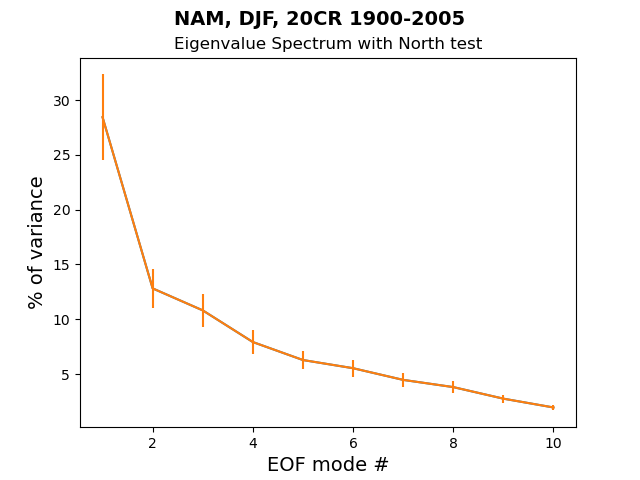 NAM, DJF, 20CR 1900-2005
Eigenvalue Spectrum with North test
% of variance
30
25
20
15
10
5
2
4
6
8
10
EOF mode #